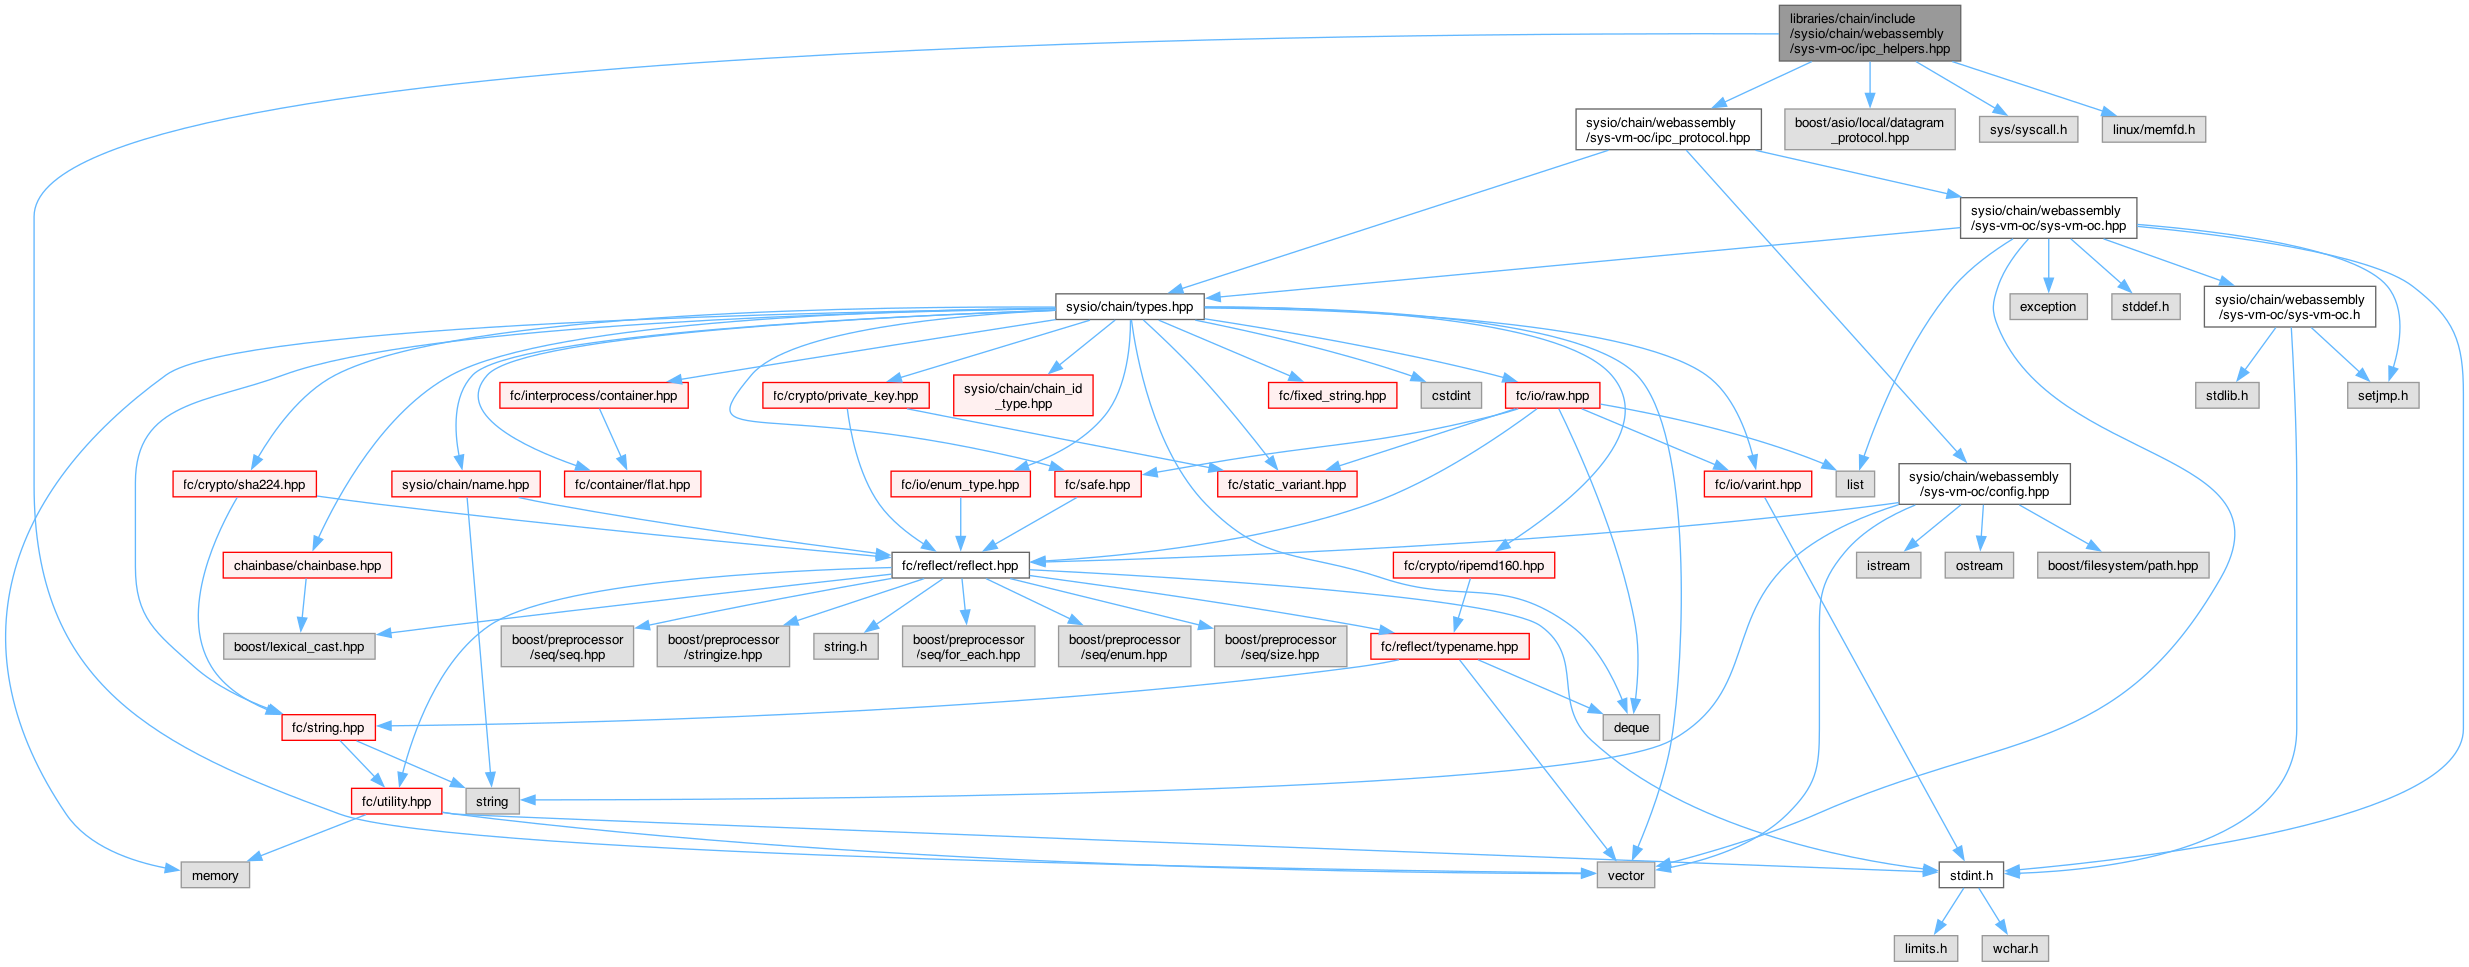 libraries/chain/include
/sysio/chain/webassembly
/sys-vm-oc/ipc_helpers.hpp
sysio/chain/webassembly
/sys-vm-oc/ipc_protocol.hpp
boost/asio/local/datagram
_protocol.hpp
sys/syscall.h
linux/memfd.h
sysio/chain/webassembly
/sys-vm-oc/sys-vm-oc.hpp
sysio/chain/types.hpp
exception
stddef.h
sysio/chain/webassembly
/sys-vm-oc/sys-vm-oc.h
fc/interprocess/container.hpp
fc/crypto/private_key.hpp
sysio/chain/chain_id
_type.hpp
fc/fixed_string.hpp
cstdint
fc/io/raw.hpp
stdlib.h
setjmp.h
fc/crypto/sha224.hpp
sysio/chain/name.hpp
fc/container/flat.hpp
fc/io/enum_type.hpp
fc/safe.hpp
fc/static_variant.hpp
fc/io/varint.hpp
list
sysio/chain/webassembly
/sys-vm-oc/config.hpp
chainbase/chainbase.hpp
fc/reflect/reflect.hpp
fc/crypto/ripemd160.hpp
istream
ostream
boost/filesystem/path.hpp
boost/lexical_cast.hpp
boost/preprocessor
/seq/seq.hpp
boost/preprocessor
/stringize.hpp
string.h
boost/preprocessor
/seq/for_each.hpp
boost/preprocessor
/seq/enum.hpp
boost/preprocessor
/seq/size.hpp
fc/reflect/typename.hpp
fc/string.hpp
deque
fc/utility.hpp
string
memory
vector
stdint.h
limits.h
wchar.h